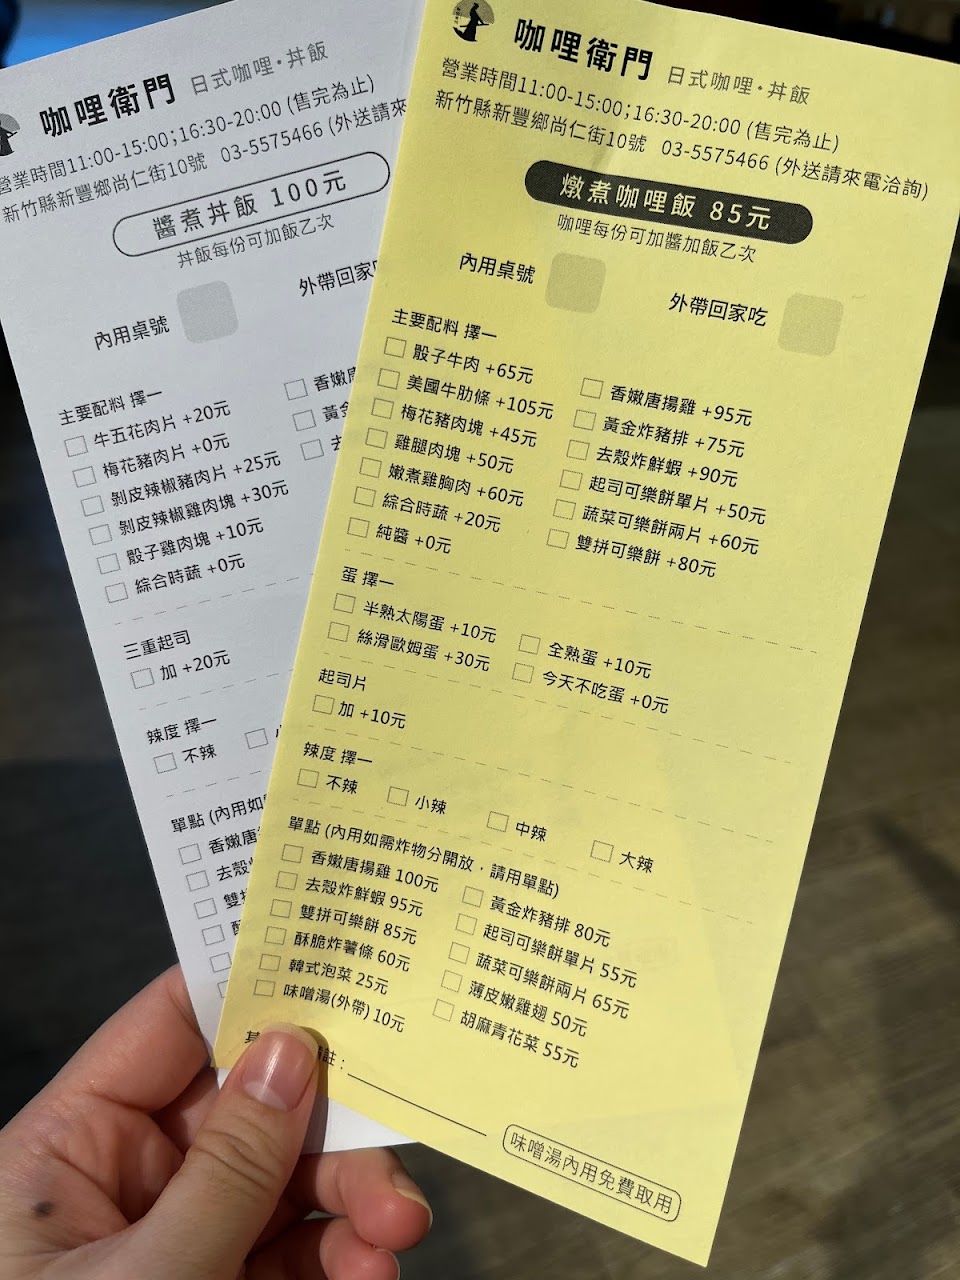 咖哩衛門 日式咖哩·丼飯
營業時間11:00-15:00;16:30-20:00 (售完為止)
新竹縣新豐鄉尚仁街10號 03-5575466 (外送請來
醬煮丼飯 100元
丼飯每份可加飯乙次
內用桌號
外帶回家
主要配料 擇一
牛五花肉片 +20元
梅花豬肉片 +0元
剝皮辣椒豬肉片 +25元
剝皮辣椒雞肉塊 +30元
骰子雞肉塊 +10元
綜合時蔬 +0元
香嫩唐
黃金
去
三重起司
加 +20元
辣度 擇一
不辣
單點 (內用如
香嫩唐
去殼
雙
咖哩衛門 日式咖哩·丼飯
營業時間11:00-15:00;16:30-20:00 (售完為止)
新竹縣新豐鄉尚仁街10號 03-5575466 (外送請來電洽詢)
燉煮咖哩飯 85元
咖哩每份可加醬加飯乙次
內用桌號
外帶回家吃
主要配料 擇一
骰子牛肉 +65元
美國牛肋條 +105元
梅花豬肉塊 +45元
雞腿肉塊 +50元
嫩煮雞胸肉 +60元
綜合時蔬 +20元
純醬 +0元
香嫩唐揚雞 +95元
黃金炸豬排 +75元
去殼炸鮮蝦 +90元
起司可樂餅單片 +50元
蔬菜可樂餅兩片 +60元
雙拼可樂餅 +80元
蛋 擇一
半熟太陽蛋 +10元
絲滑歐姆蛋 +30元
全熟蛋 +10元
今天不吃蛋 +0元
起司片
加 +10元
辣度 擇一
不辣
小辣
中辣
大辣
單點 (內用如需炸物分開放，請用單點)
香嫩唐揚雞 100元
去殼炸鮮蝦 95元
雙拼可樂餅 85元
酥脆炸薯條 60元
韓式泡菜 25元
味噌湯(外帶) 10元
黃金炸豬排 80元
起司可樂餅單片 55元
蔬菜可樂餅兩片 65元
薄皮嫩雞翅 50元
胡麻青花菜 55元
註：
味噌湯內用免費取用